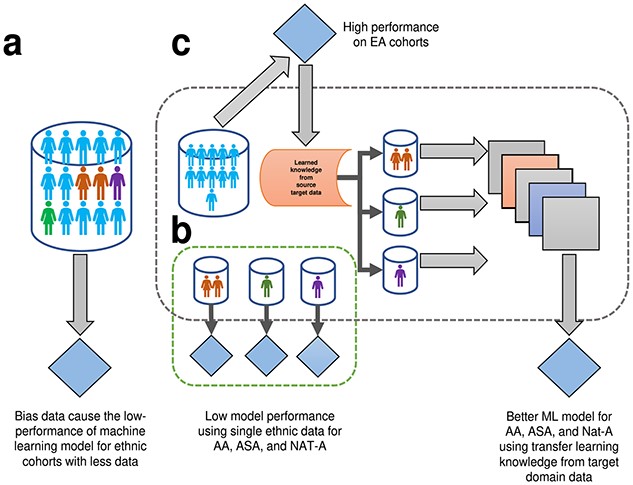 a
c
High performance
on EA cohorts
Learned
knowledge
from
source
target data
b
Bias data cause the low-
performance of machine
learning model for ethnic
cohorts with less data
Low model performance
using single ethnic data for
AA, ASA, and NAT-A
Better ML model for
AA, ASA, and Nat-A
using transfer learning
knowledge from target
domain data